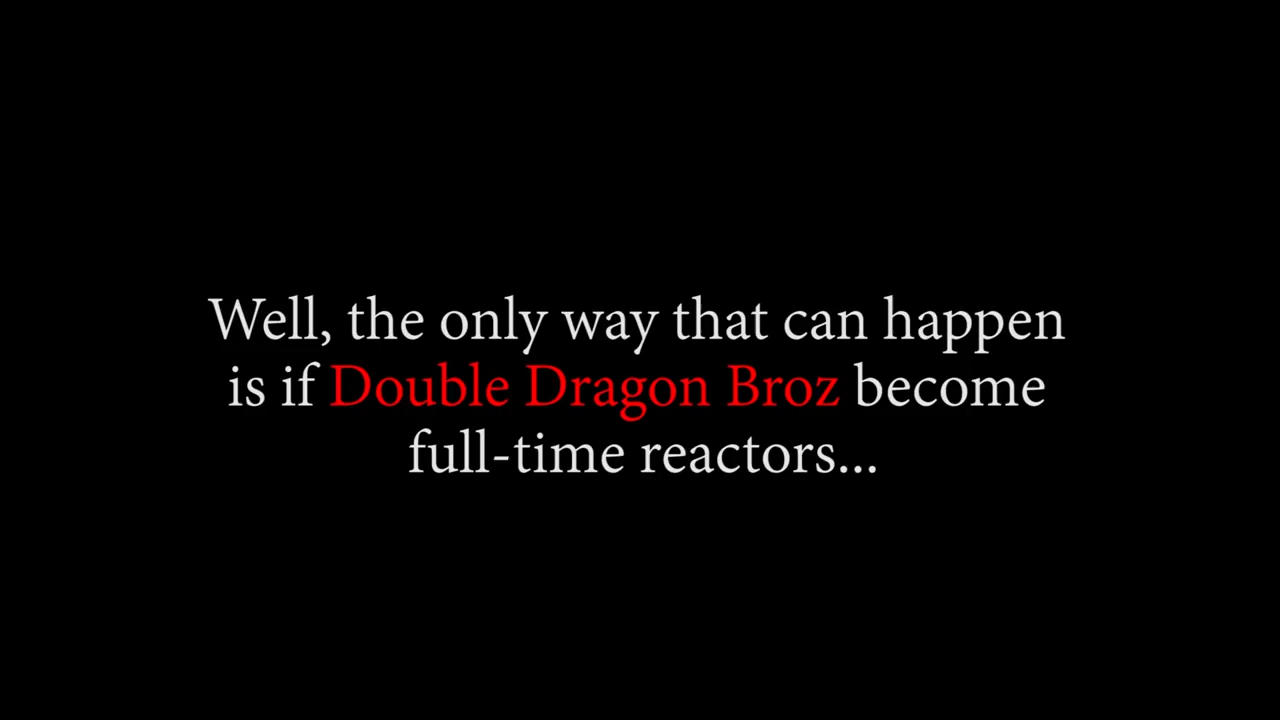 Well, the only way that can happen
is if Double Dragon Broz become
full-time reactors...